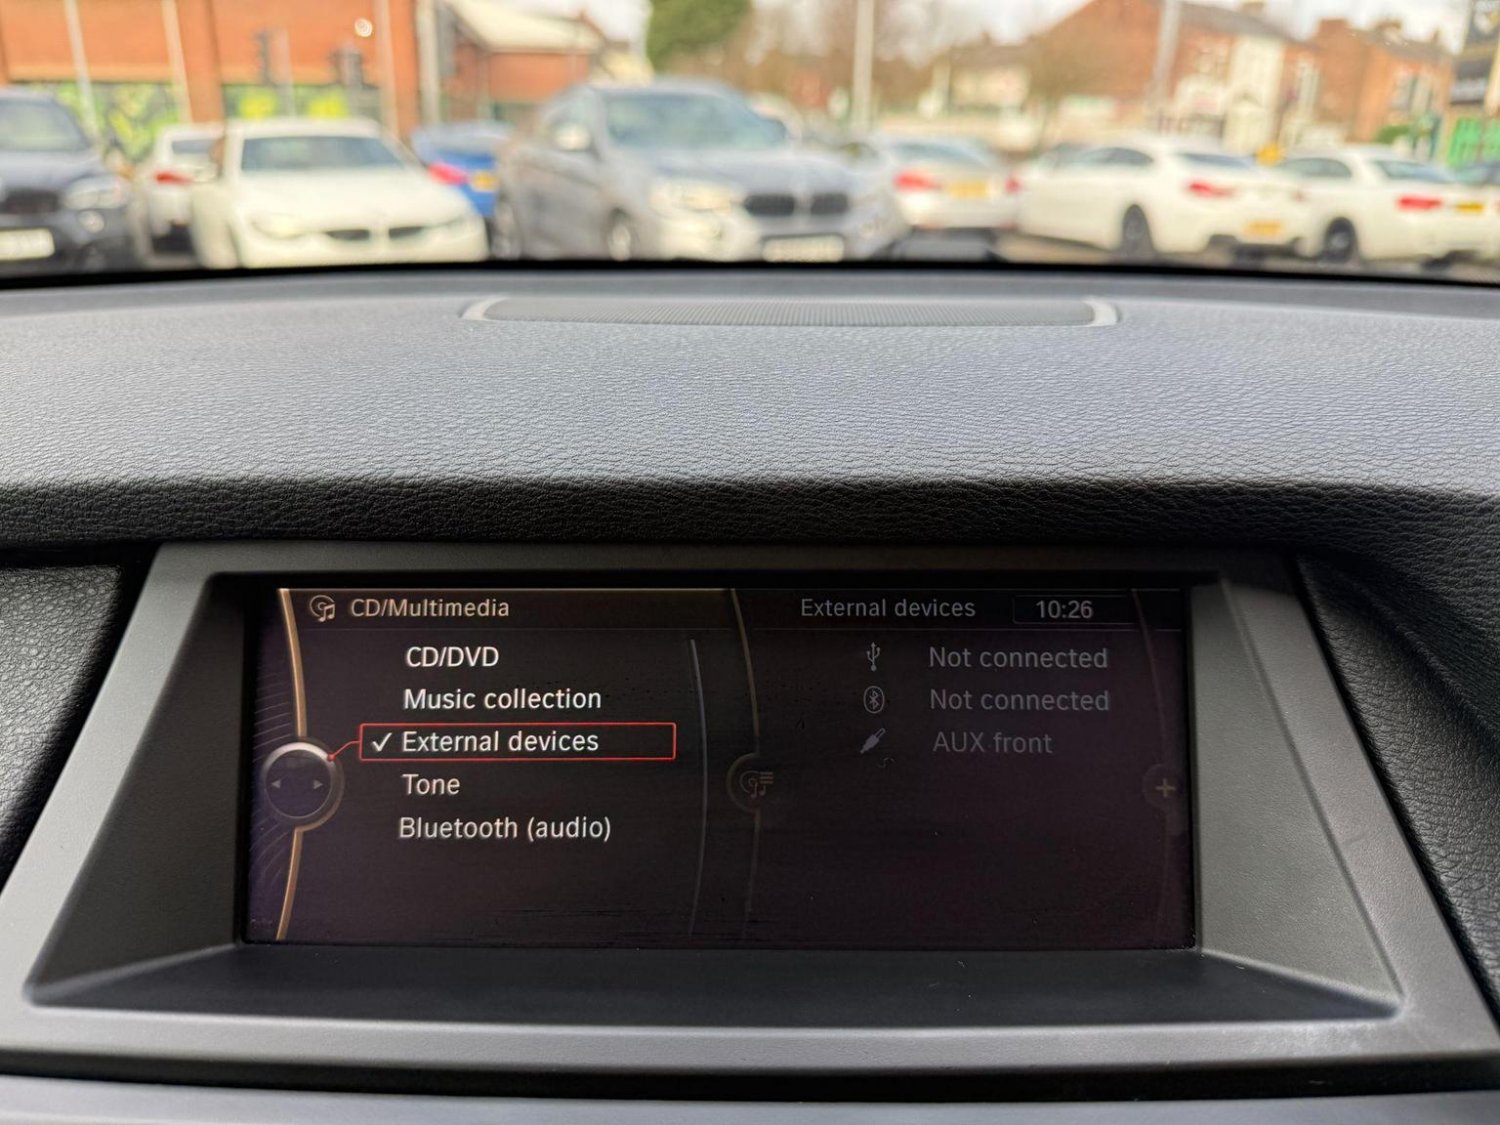 CD/Multimedia
CD/DVD
Music collection
✓ External devices
Tone
Bluetooth (audio)
External devices 10:26
Not connected
Not connected
AUX front